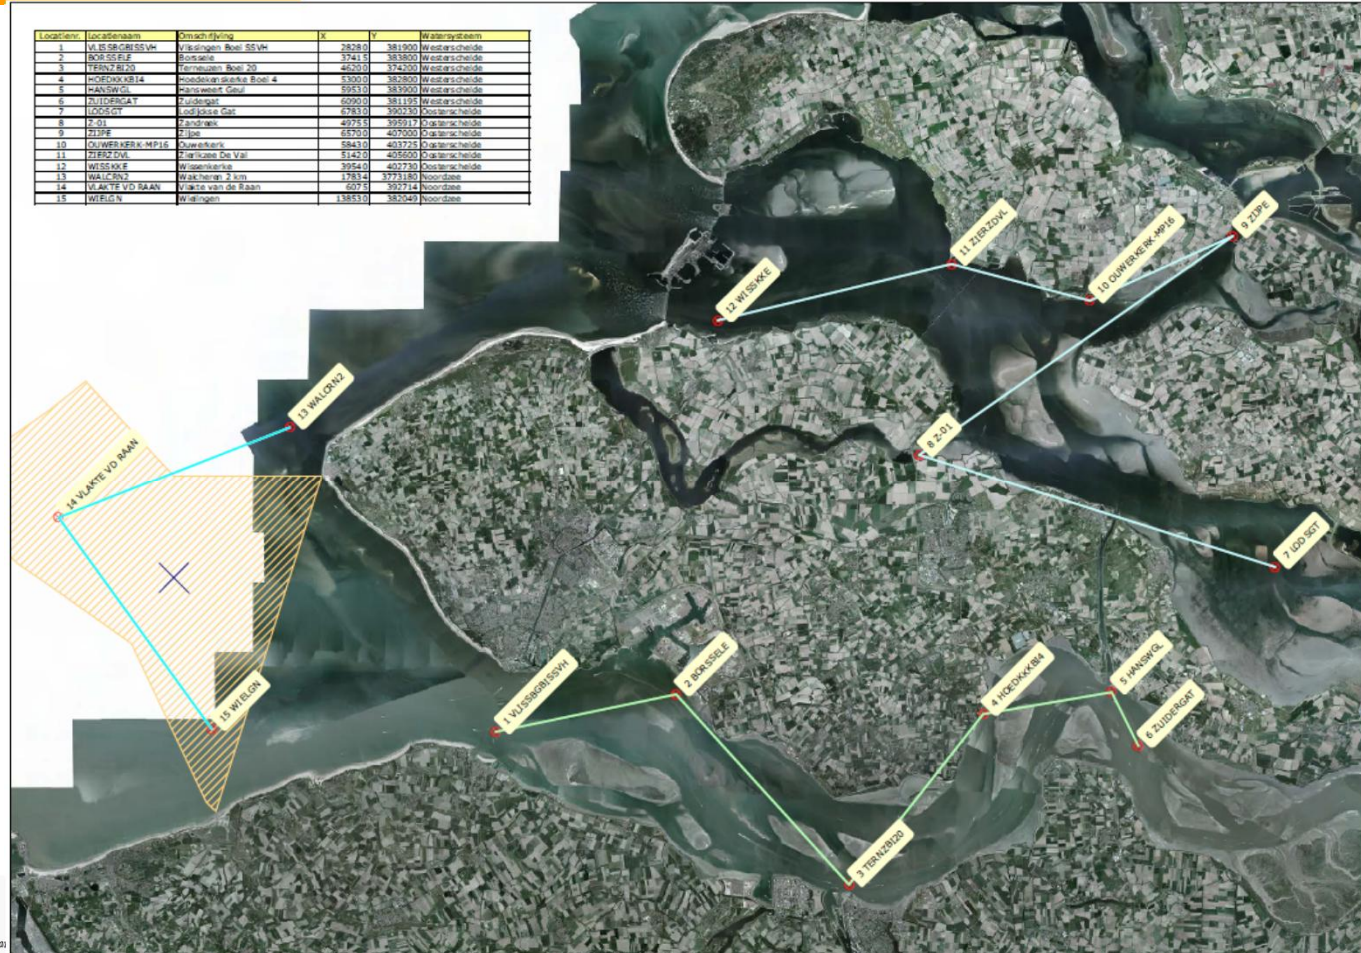 Locatienr. Locatienaam Omschrijving X Y Watersysteem
1 VLISSBGBISSVH Vlissingen Boei SSVH 28280 381900 Westerschelde
2 BORSSELE Borssele 37415 383800 Westerschelde
3 TERNZBI20 Terneuzen Boei 20 46200 374200 Westerschelde
4 HOEDKKKBI4 Hoedekenskerke Boei 4 53000 382800 Westerschelde
5 HANSWGL Hansweert Geul 59530 383900 Westerschelde
6 ZUIDERGAT Zuidergat 60900 381195 Westerschelde
7 LODSGT Lodijckse Gat 67830 390230 Oosterschelde
8 Z-01 Zandreek 49755 395917 Oosterschelde
9 ZIJPE Zijpe 65700 407000 Oosterschelde
10 OUWERKERK-MP16 Ouwerkerk 58430 403725 Oosterschelde
11 ZIERZDVL Zierikzee De Val 51420 405600 Oosterschelde
12 WISSKKE Wissenkerke 39540 402730 Oosterschelde
13 WALCRN2 Walcheren 2 km 17834 3773180 Noordzee
14 VLAKTE VD RAAN Vlakte van de Raan 6075 392714 Noordzee
15 WIELGN Wielingen 138530 382049 Noordzee
9 ZIJPE
11 ZIERZDVL
10 OUWERKERK-MP16
12 WISSKKE
13 WALCRN2
8 Z-01
14 VLAKTE VD RAAN
7 LODSGT
15 WIELGN
1 VLISSBGBISSVH
2 BORSSELE
4 HOEDKKKBI4
5 HANSWGL
6 ZUIDERGAT
3 TERNZBI20